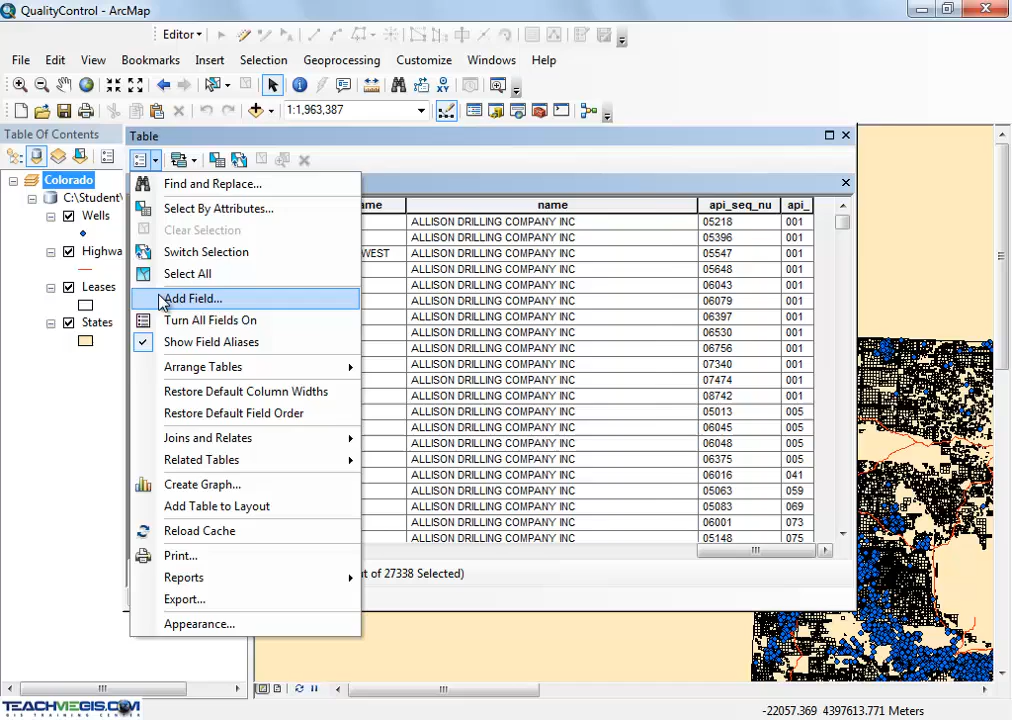 QualityControl - ArcMap
Editor
File Edit View Bookmarks Insert Selection Geoprocessing Customize Windows Help
1:1,963,387
Table Of Contents
Table
Colorado
C:\Student\
Wells
Highwa
Leases
States
Find and Replace...
Select By Attributes...
Clear Selection
Switch Selection
Select All
Add Field...
Turn All Fields On
Show Field Aliases
Arrange Tables
Restore Default Column Widths
Restore Default Field Order
Joins and Relates
Related Tables
Create Graph...
Add Table to Layout
Reload Cache
Print...
Reports
Export...
Appearance...
ame name api_seq_nu api_
ALLISON DRILLING COMPANY INC 05218 001
ALLISON DRILLING COMPANY INC 05396 001
WEST ALLISON DRILLING COMPANY INC 05547 001
ALLISON DRILLING COMPANY INC 05648 001
ALLISON DRILLING COMPANY INC 06043 001
ALLISON DRILLING COMPANY INC 06079 001
ALLISON DRILLING COMPANY INC 06397 001
ALLISON DRILLING COMPANY INC 06530 001
ALLISON DRILLING COMPANY INC 06756 001
ALLISON DRILLING COMPANY INC 07340 001
ALLISON DRILLING COMPANY INC 07474 001
ALLISON DRILLING COMPANY INC 08742 001
ALLISON DRILLING COMPANY INC 05013 005
ALLISON DRILLING COMPANY INC 06045 005
ALLISON DRILLING COMPANY INC 06048 005
ALLISON DRILLING COMPANY INC 06375 005
ALLISON DRILLING COMPANY INC 06016 041
ALLISON DRILLING COMPANY INC 05063 059
ALLISON DRILLING COMPANY INC 05083 069
ALLISON DRILLING COMPANY INC 06001 073
ALLISON DRILLING COMPANY INC 05148 075
t of 27338 Selected)
TEACHMEGIS.COM
GIS TRAINING CENTER
-22057.369 4397613.771 Meters